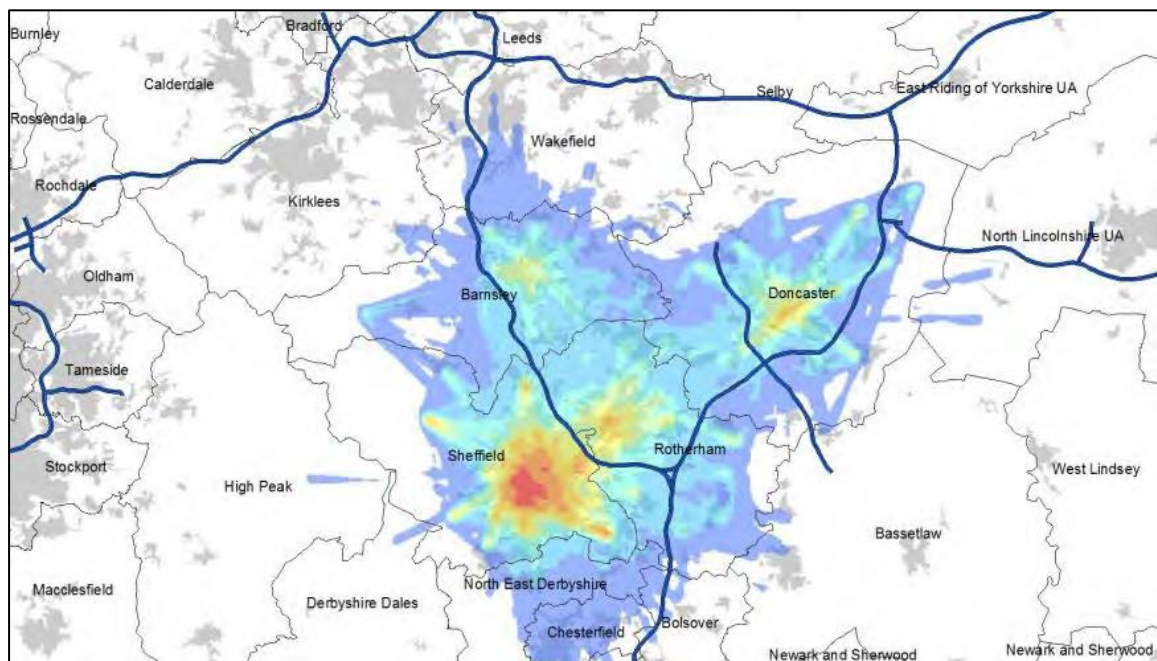 Burnley
Bradford
Leeds
Calderdale
Selby
East Riding of Yorkshire UA
Rossendale
Wakefield
Rochdale
Kirklees
North Lincolnshire UA
Oldham
Barnsley
Doncaster
Tameside
Sheffield
Rotherham
Stockport
West Lindsey
High Peak
Bassetlaw
Macclesfield
North East Derbyshire
Derbyshire Dales
Chesterfield
Bolsover
Newark and Sherwood
Newark and Sherwood